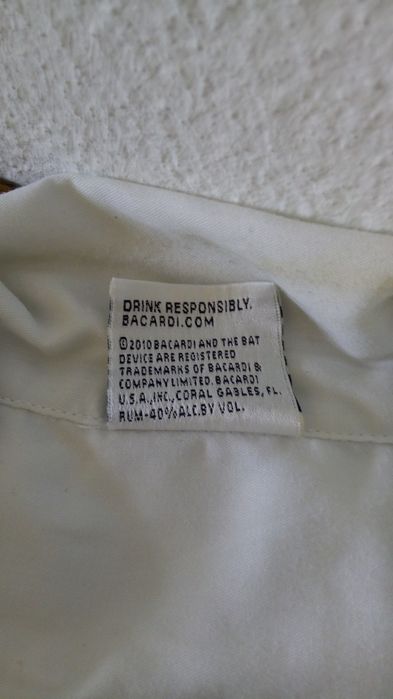 DRINK RESPONSIBLY.
BACARDI.COM
©2010 BACARDI AND THE BAT
DEVICE ARE REGISTERED
TRADEMARKS OF BACARDI &
COMPANY LIMITED. BACARDI
U.S.A.,INC.,CORAL GABLES, FL.
RUM-40%ALC.BY VOL.